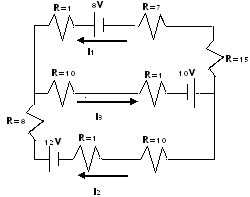 R=1 8V R=7
I1
R=15
R=10 R=1 10V
I3
R=8
12V R=1 R=10
I2